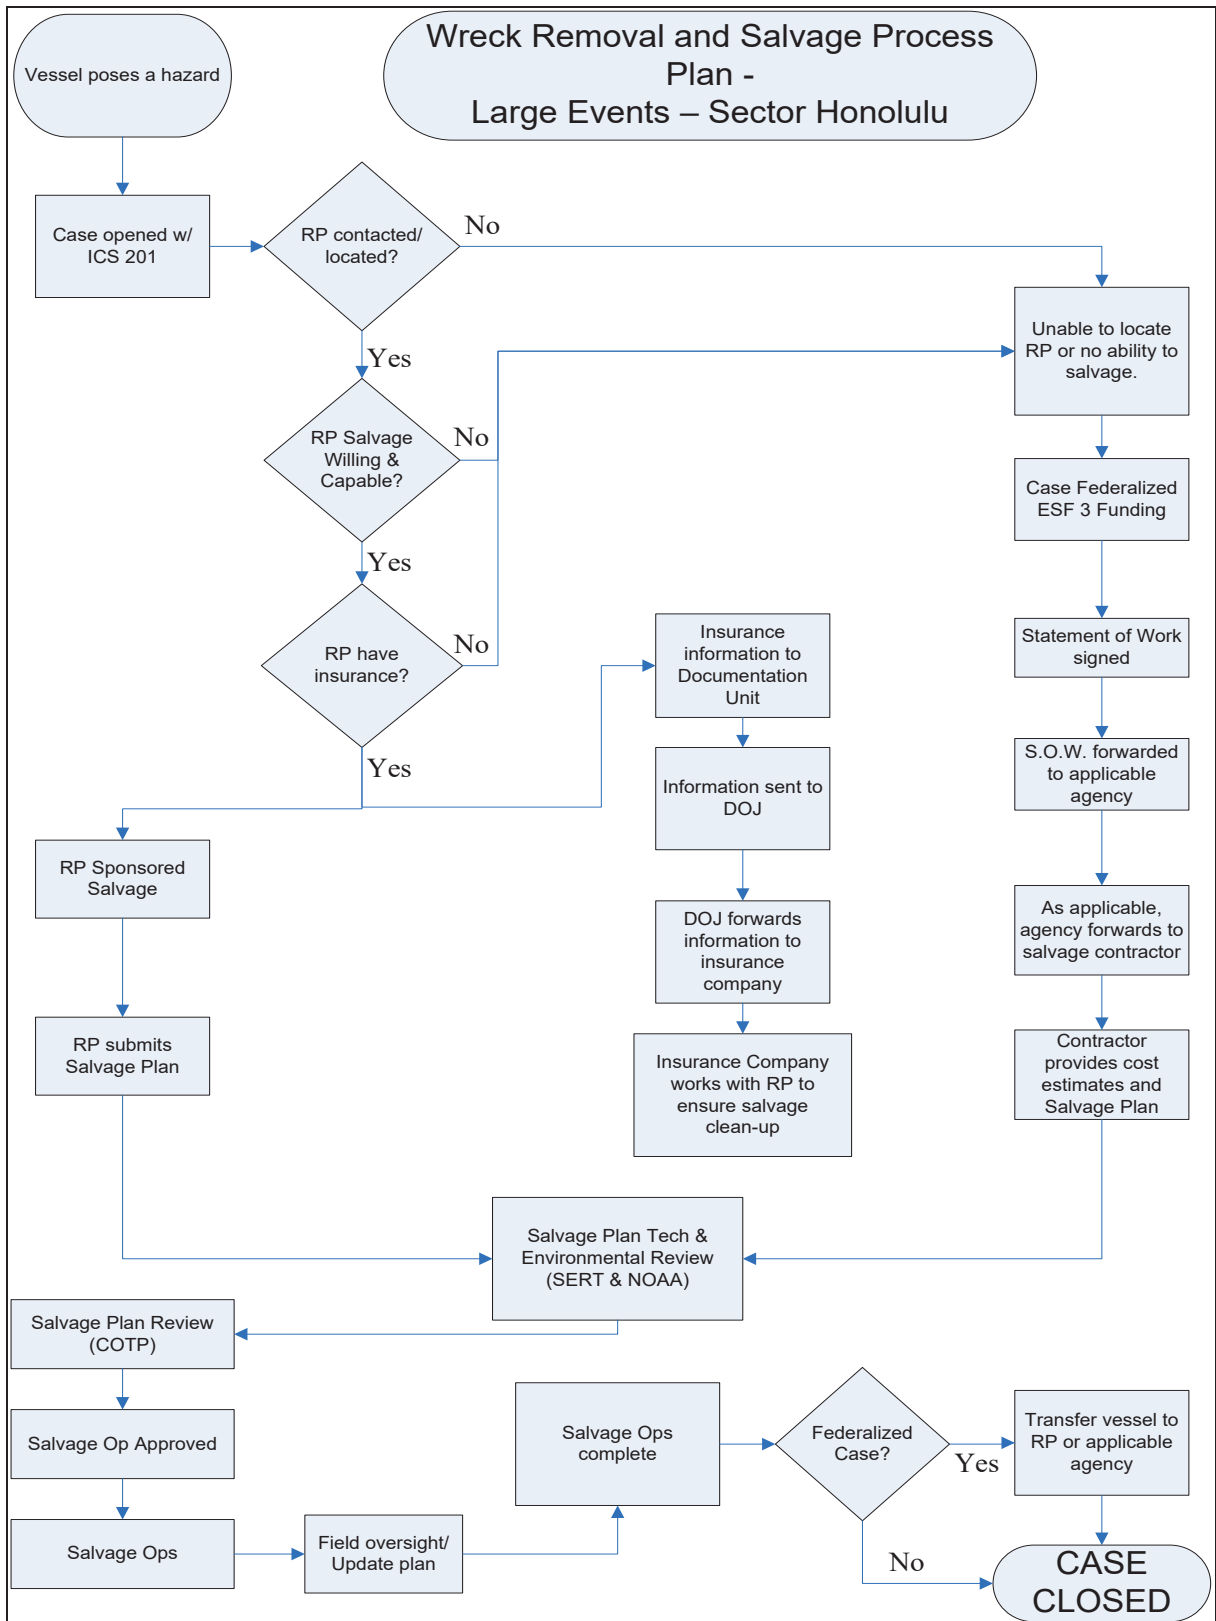 Wreck Removal and Salvage Process
Plan -
Large Events – Sector Honolulu
Vessel poses a hazard
Case opened w/
ICS 201
RP contacted/
located?
No
Yes
Unable to locate
RP or no ability to
salvage.
RP Salvage
Willing &
Capable?
No
Yes
Case Federalized
ESF 3 Funding
RP have
insurance?
No
Yes
Insurance
information to
Documentation
Unit
Statement of Work
signed
Information sent to
DOJ
S.O.W. forwarded
to applicable
agency
RP Sponsored
Salvage
DOJ forwards
information to
insurance
company
As applicable,
agency forwards to
salvage contractor
RP submits
Salvage Plan
Insurance Company
works with RP to
ensure salvage
clean-up
Contractor
provides cost
estimates and
Salvage Plan
Salvage Plan Tech &
Environmental Review
(SERT & NOAA)
Salvage Plan Review
(COTP)
Salvage Op Approved
Salvage Ops
Field oversight/
Update plan
Salvage Ops
complete
Federalized
Case?
Yes
No
Transfer vessel to
RP or applicable
agency
CASE
CLOSED